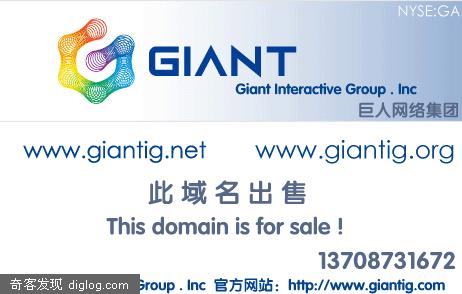 NYSE:GA
GIANT
Giant Interactive Group . Inc
巨人网络集团
www.giantig.net www.giantig.org
此域名出售
This domain is for sale !
13708731672
奇客发现 diglog.com Group . Inc 官方网站：http://www.giantig.com